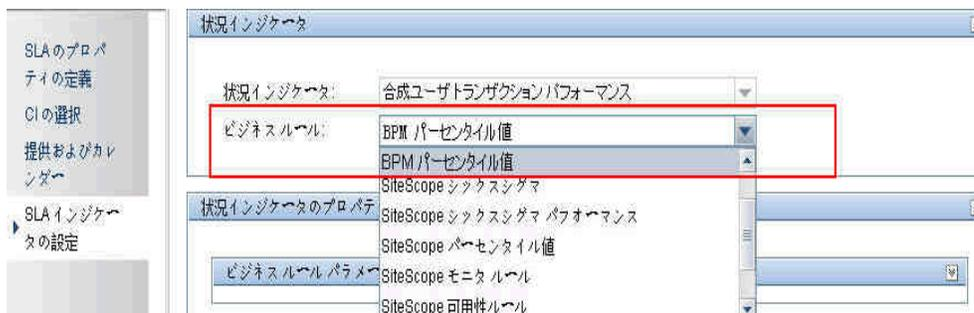 SLAのプロパ
ティの定義
CIの選択
提供およびカレ
ンダー
SLAインジケー
タの設定
状況インジケータ
状況インジケータ:
合成ユーザトランザクションパフォーマンス
ビジネスルール:
BPM パーセンタイル値
BPM パーセンタイル値
SiteScope シックスシグマ
SiteScope シックスシグマ パフォーマンス
SiteScope パーセンタイル値
SiteScope モニタ ルール
SiteScope 可用性ルール
状況インジケータのプロパテ
ビジネス ルール パラメー